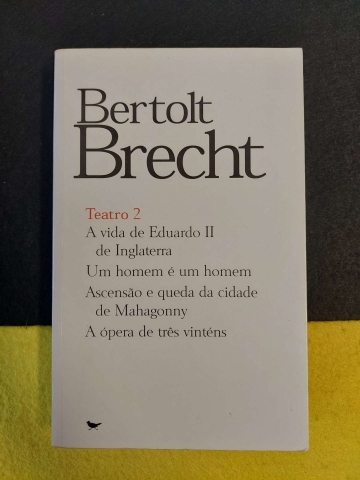 Bertolt
Brecht
Teatro 2
A vida de Eduardo II
de Inglaterra
Um homem é um homem
Ascensão e queda da cidade
de Mahagonny
A ópera de três vinténs